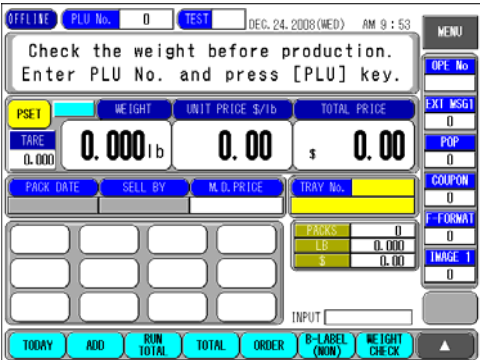 OFFLINE PLU No. 0 TEST DEC. 24. 2008 (WED) AM 9 : 53 MENU
Check the weight before production.
Enter PLU No. and press [PLU] key.
OPE No
PSET WEIGHT UNIT PRICE $/lb TOTAL PRICE
EXT MSG1
0
TARE
0.000
0.000 lb 0.00 $ 0.00
POP
0
PACK DATE SELL BY M.D.PRICE TRAY No.
COUPON
0
F-FORMAT
0
PACKS 0
LB 0.000
$ 0.00
IMAGE 1
0
INPUT
TODAY ADD RUN TOTAL TOTAL ORDER B-LABEL (NON) WEIGHT CHECK ▲